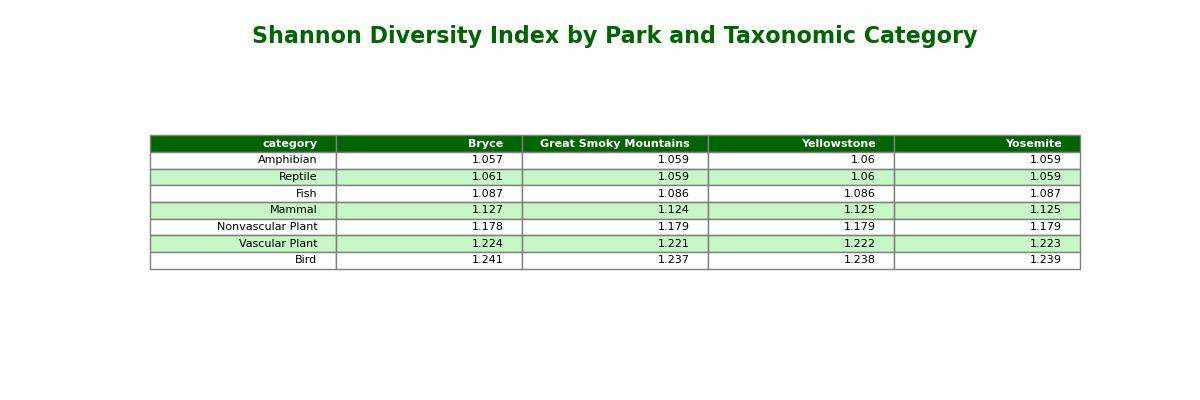 Shannon Diversity Index by Park and Taxonomic Category
category Bryce Great Smoky Mountains Yellowstone Yosemite
Amphibian 1.057 1.059 1.06 1.059
Reptile 1.061 1.059 1.06 1.059
Fish 1.087 1.086 1.086 1.087
Mammal 1.127 1.124 1.125 1.125
Nonvascular Plant 1.178 1.179 1.179 1.179
Vascular Plant 1.224 1.221 1.222 1.223
Bird 1.241 1.237 1.238 1.239